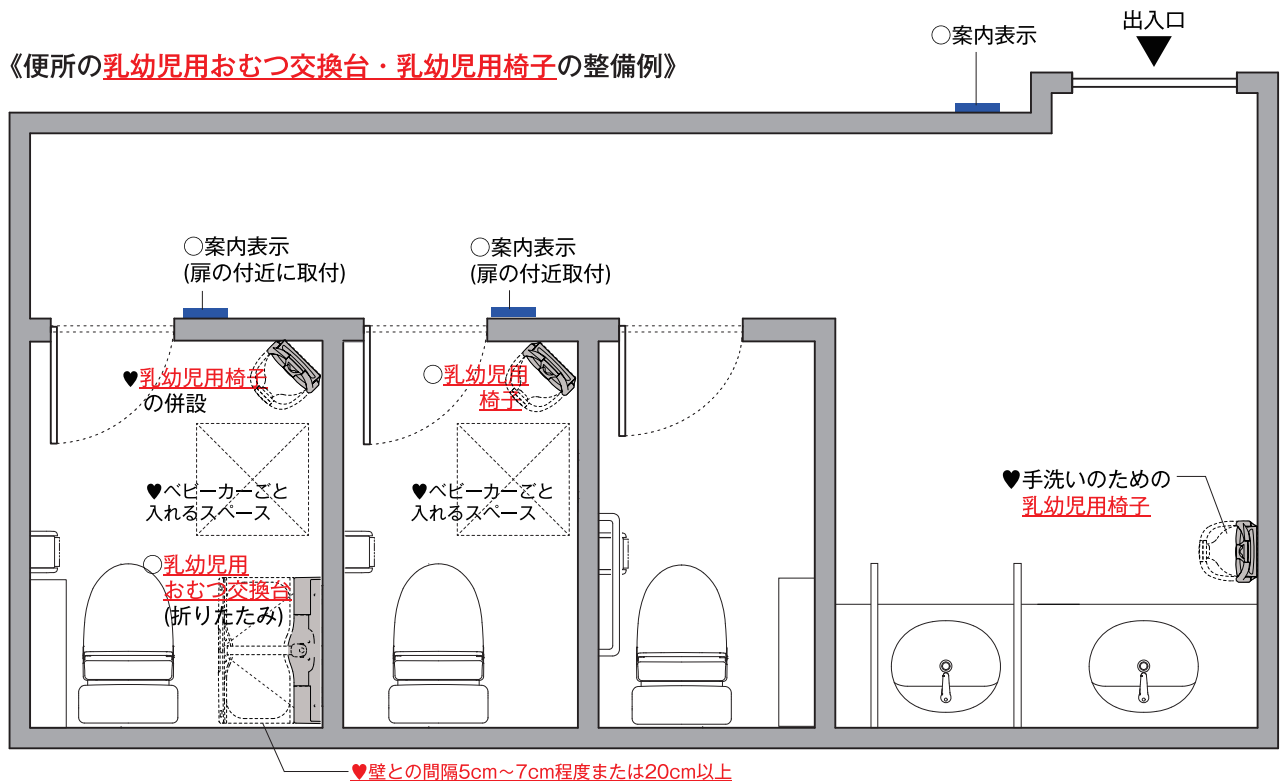 《便所の乳幼児用おむつ交換台・乳幼児用椅子の整備例》
出入口
○案内表示
○案内表示
(扉の付近に取付)
○案内表示
(扉の付近取付)
♥乳幼児用椅子
の併設
○乳幼児用
椅子
♥ベビーカーごと
入れるスペース
♥ベビーカーごと
入れるスペース
♥手洗いのための
乳幼児用椅子
○乳幼児用
おむつ交換台
(折りたたみ)
♥壁との間隔5cm～7cm程度または20cm以上